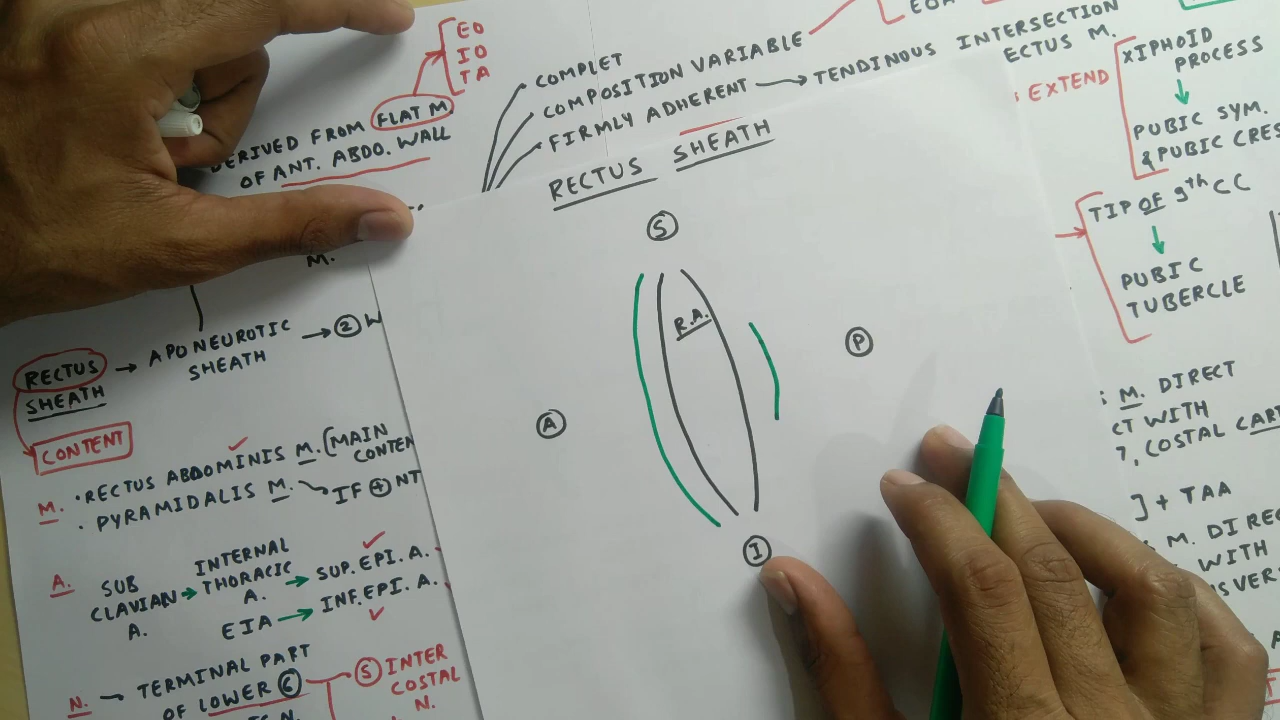 EO
IO
TA
DERIVED FROM FLAT M.
OF ANT. ABDO. WALL
COMPLET
COMPOSITION VARIABLE
FIRMLY ADHERENT → TENDINOUS INTERSECTION
ECTUS M.
EXTEND
XIPHOID
PROCESS
PUBIC SYM.
& PUBIC CRES
TIP OF 9th CC
PUBIC
TUBERCLE
RECTUS SHEATH
S
R.A.
P
A
I
M.
RECTUS → APONEUROTIC → 2 W
SHEATH SHEATH
CONTENT
M. · RECTUS ABDOMINIS M. (MAIN
CONTEN
· PYRAMIDALIS M. IF + NT
A. SUB
CLAVIAN → INTERNAL
THORACIC → SUP. EPI. A.
A. A.
EIA → INF. EPI. A.
N. → TERMINAL PART
OF LOWER 6
5 INTER
COSTAL
N.
M. DIRECT
CT WITH
7, COSTAL CAR
] + TAA
M. DIREC
WITH
SVER